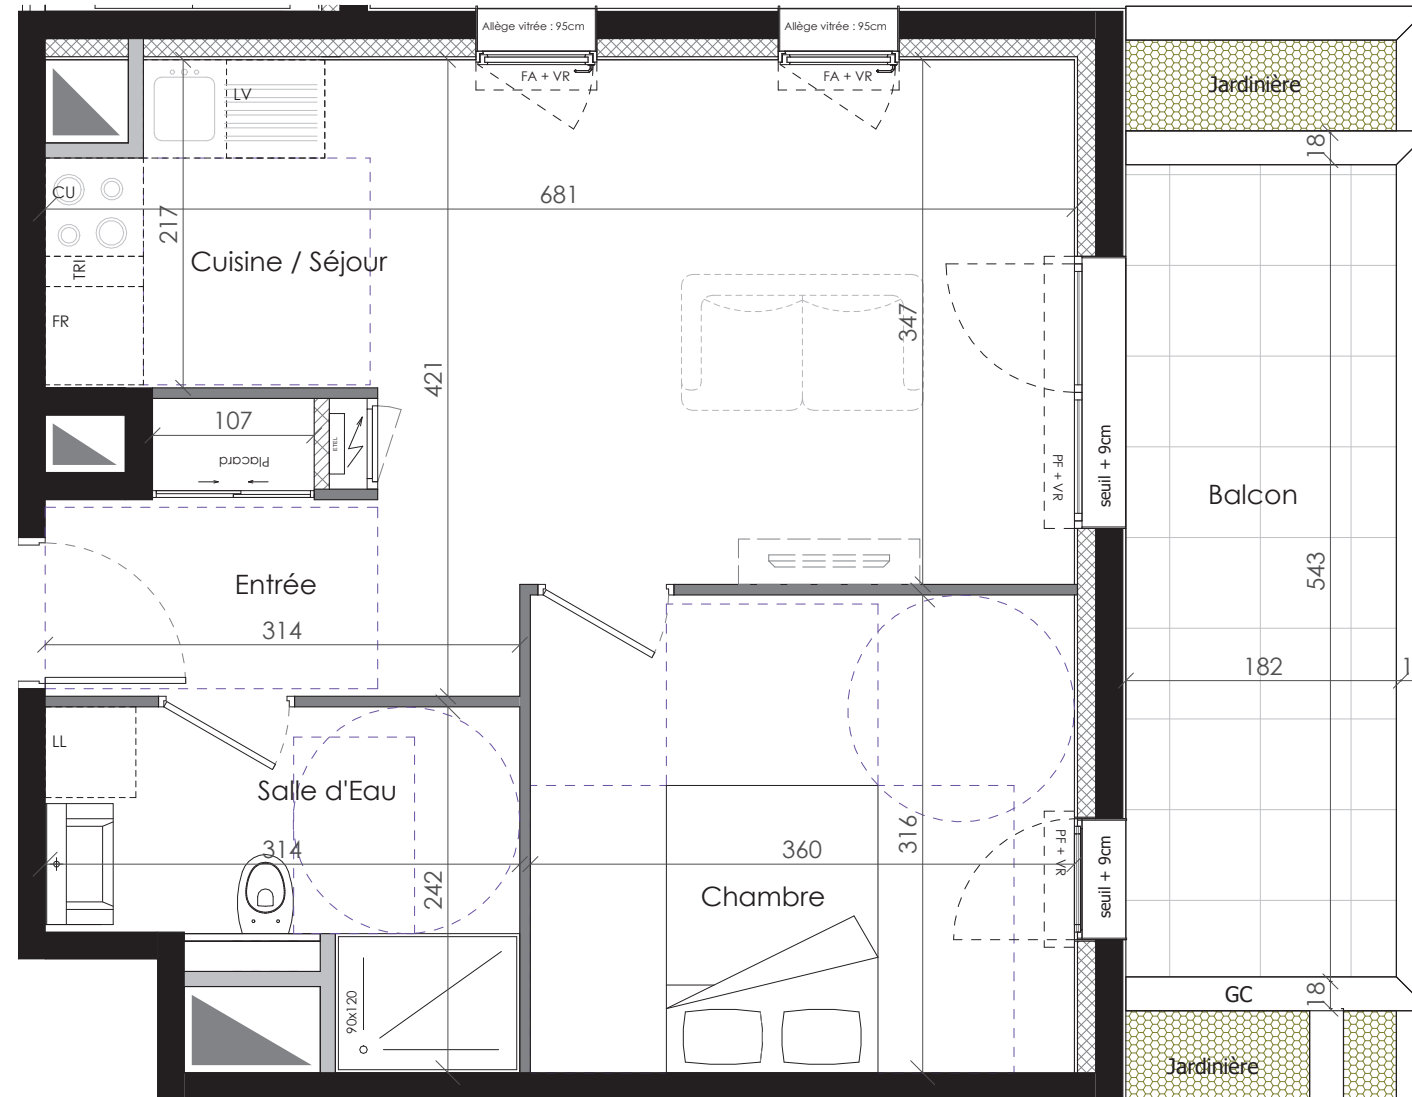 Allège vitrée : 95cm
Allège vitrée : 95cm
FA + VR
FA + VR
LV
Jardinière
18
CU
681
217
Cuisine / Séjour
TRI
FR
347
421
107
ETEL
Placard
PF + VR
seuil + 9cm
Balcon
543
Entrée
314
182
1
LL
Salle d'Eau
314
242
360
316
PF + VR
seuil + 9cm
Chambre
90x120
GC
18
Jardinière